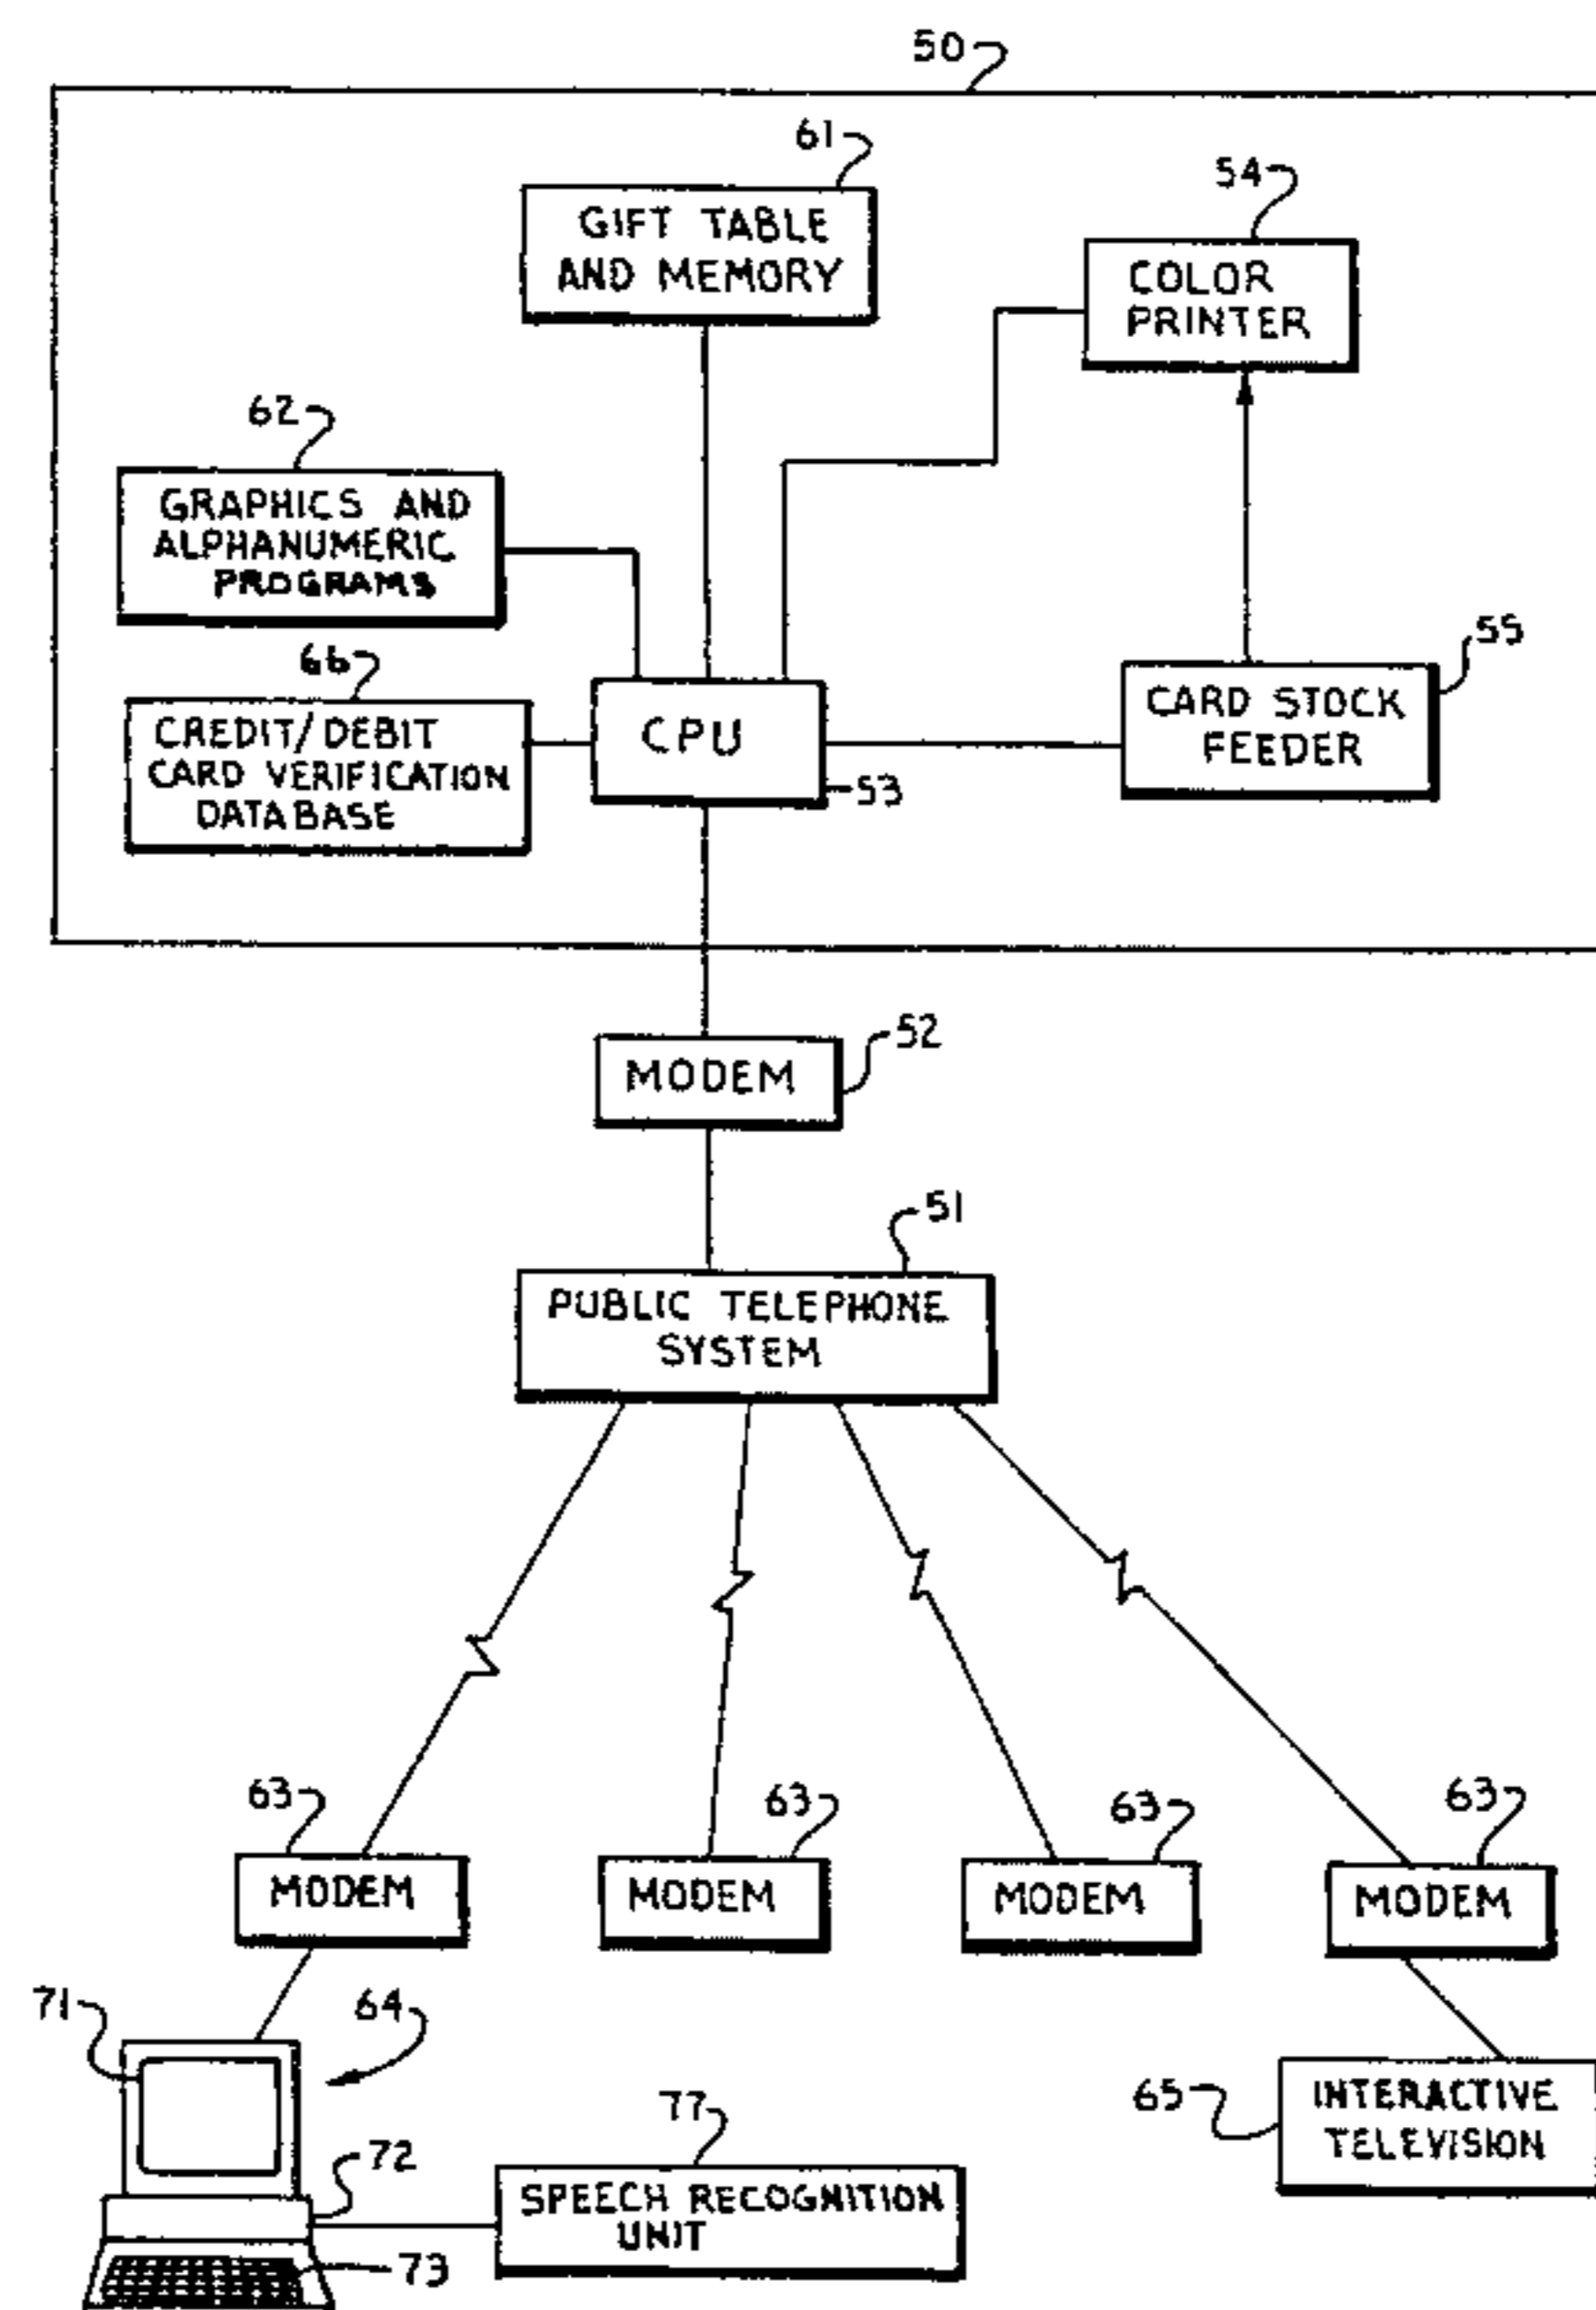 50
61
54
GIFT TABLE
AND MEMORY
COLOR
PRINTER
62
GRAPHICS AND
ALPHANUMERIC
PROGRAMS
55
66
CREDIT/DEBIT
CARD VERIFICATION
DATABASE
CPU
53
CARD STOCK
FEEDER
52
MODEM
51
PUBLIC TELEPHONE
SYSTEM
63
63
63
63
MODEM
MODEM
MODEM
MODEM
71
64
65
INTERACTIVE
TELEVISION
77
72
SPEECH RECOGNITION
UNIT
73